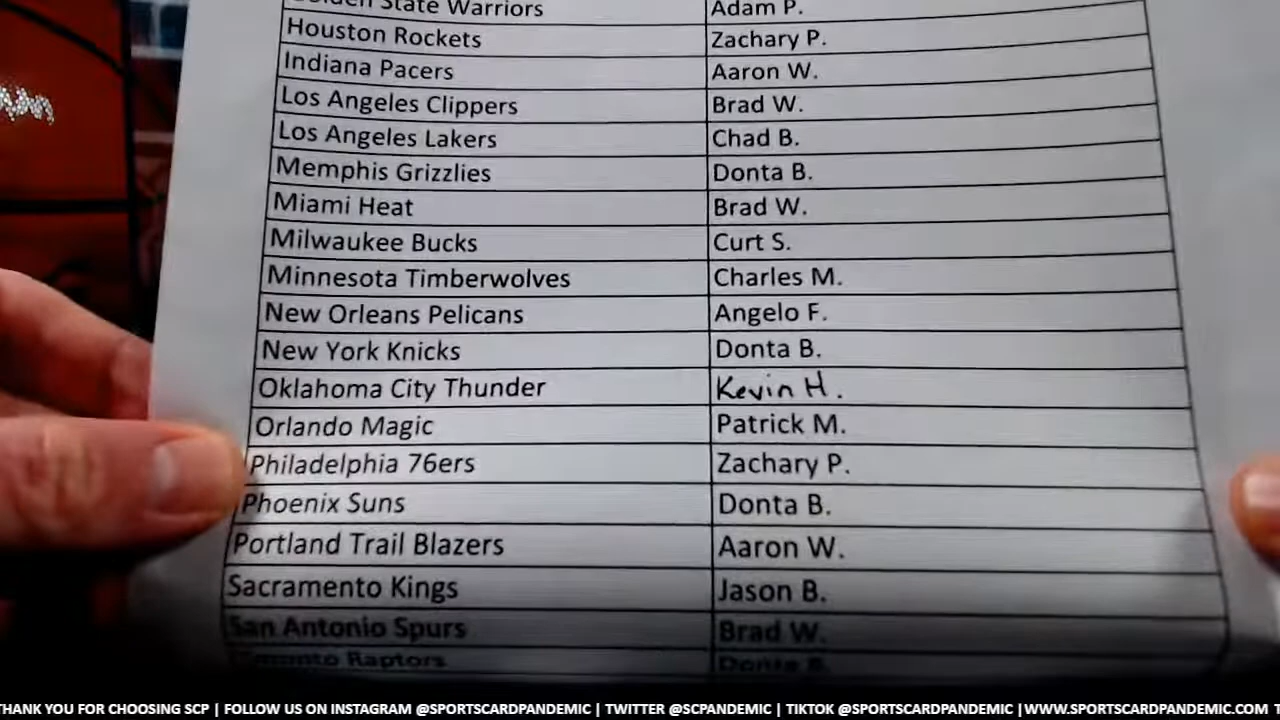 State Warriors Adam P.
Houston Rockets Zachary P.
Indiana Pacers Aaron W.
Los Angeles Clippers Brad W.
Los Angeles Lakers Chad B.
Memphis Grizzlies Donta B.
Miami Heat Brad W.
Milwaukee Bucks Curt S.
Minnesota Timberwolves Charles M.
New Orleans Pelicans Angelo F.
New York Knicks Donta B.
Oklahoma City Thunder Kevin H.
Orlando Magic Patrick M.
Philadelphia 76ers Zachary P.
Phoenix Suns Donta B.
Portland Trail Blazers Aaron W.
Sacramento Kings Jason B.
San Antonio Spurs Brad W.
Toronto Raptors Donta B.
THANK YOU FOR CHOOSING SCP | FOLLOW US ON INSTAGRAM @SPORTSCARDPANDEMIC | TWITTER @SCPANDEMIC | TIKTOK @SPORTSCARDPANDEMIC |WWW.SPORTSCARDPANDEMIC.COM T